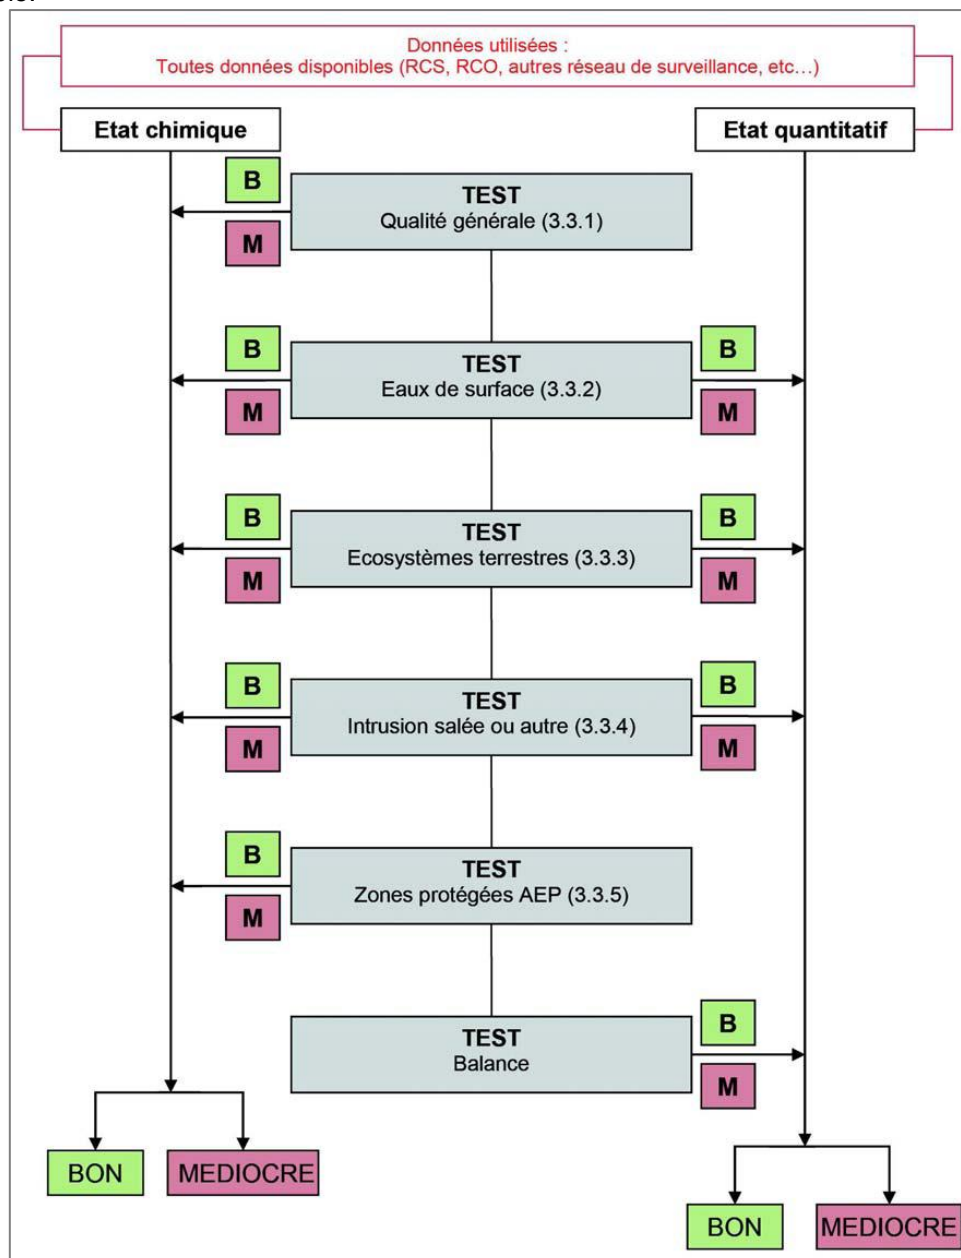 Données utilisées :
Toutes données disponibles (RCS, RCO, autres réseau de surveillance, etc…)
Etat chimique
Etat quantitatif
B
TEST
Qualité générale (3.3.1)
M
B
TEST
Eaux de surface (3.3.2)
B
M
M
B
TEST
Ecosystèmes terrestres (3.3.3)
B
M
M
B
TEST
Intrusion salée ou autre (3.3.4)
B
M
M
B
TEST
Zones protégées AEP (3.3.5)
M
TEST
Balance
B
M
BON
MEDIOCRE
BON
MEDIOCRE